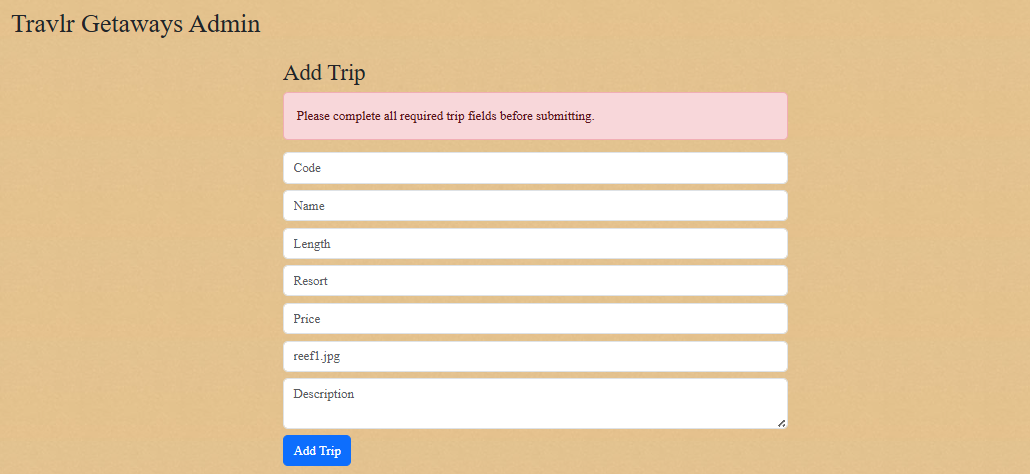 Travlr Getaways Admin
Add Trip
Please complete all required trip fields before submitting.
Code
Name
Length
Resort
Price
reef1.jpg
Description
Add Trip